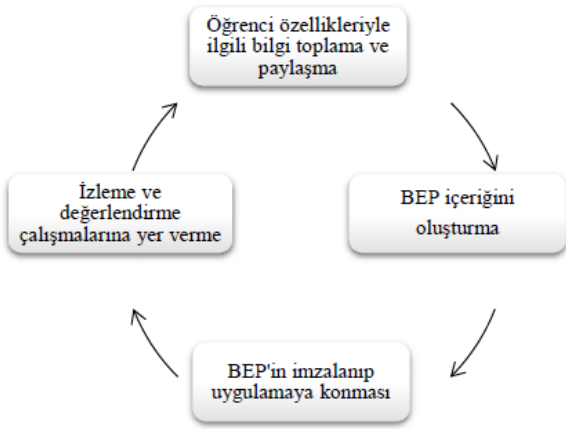 Öğrenci özellikleriyle
ilgili bilgi toplama ve
paylaşma
BEP içeriğini
oluşturma
BEP'in imzalanıp
uygulamaya konması
İzleme ve
değerlendirme
çalışmalarına yer verme